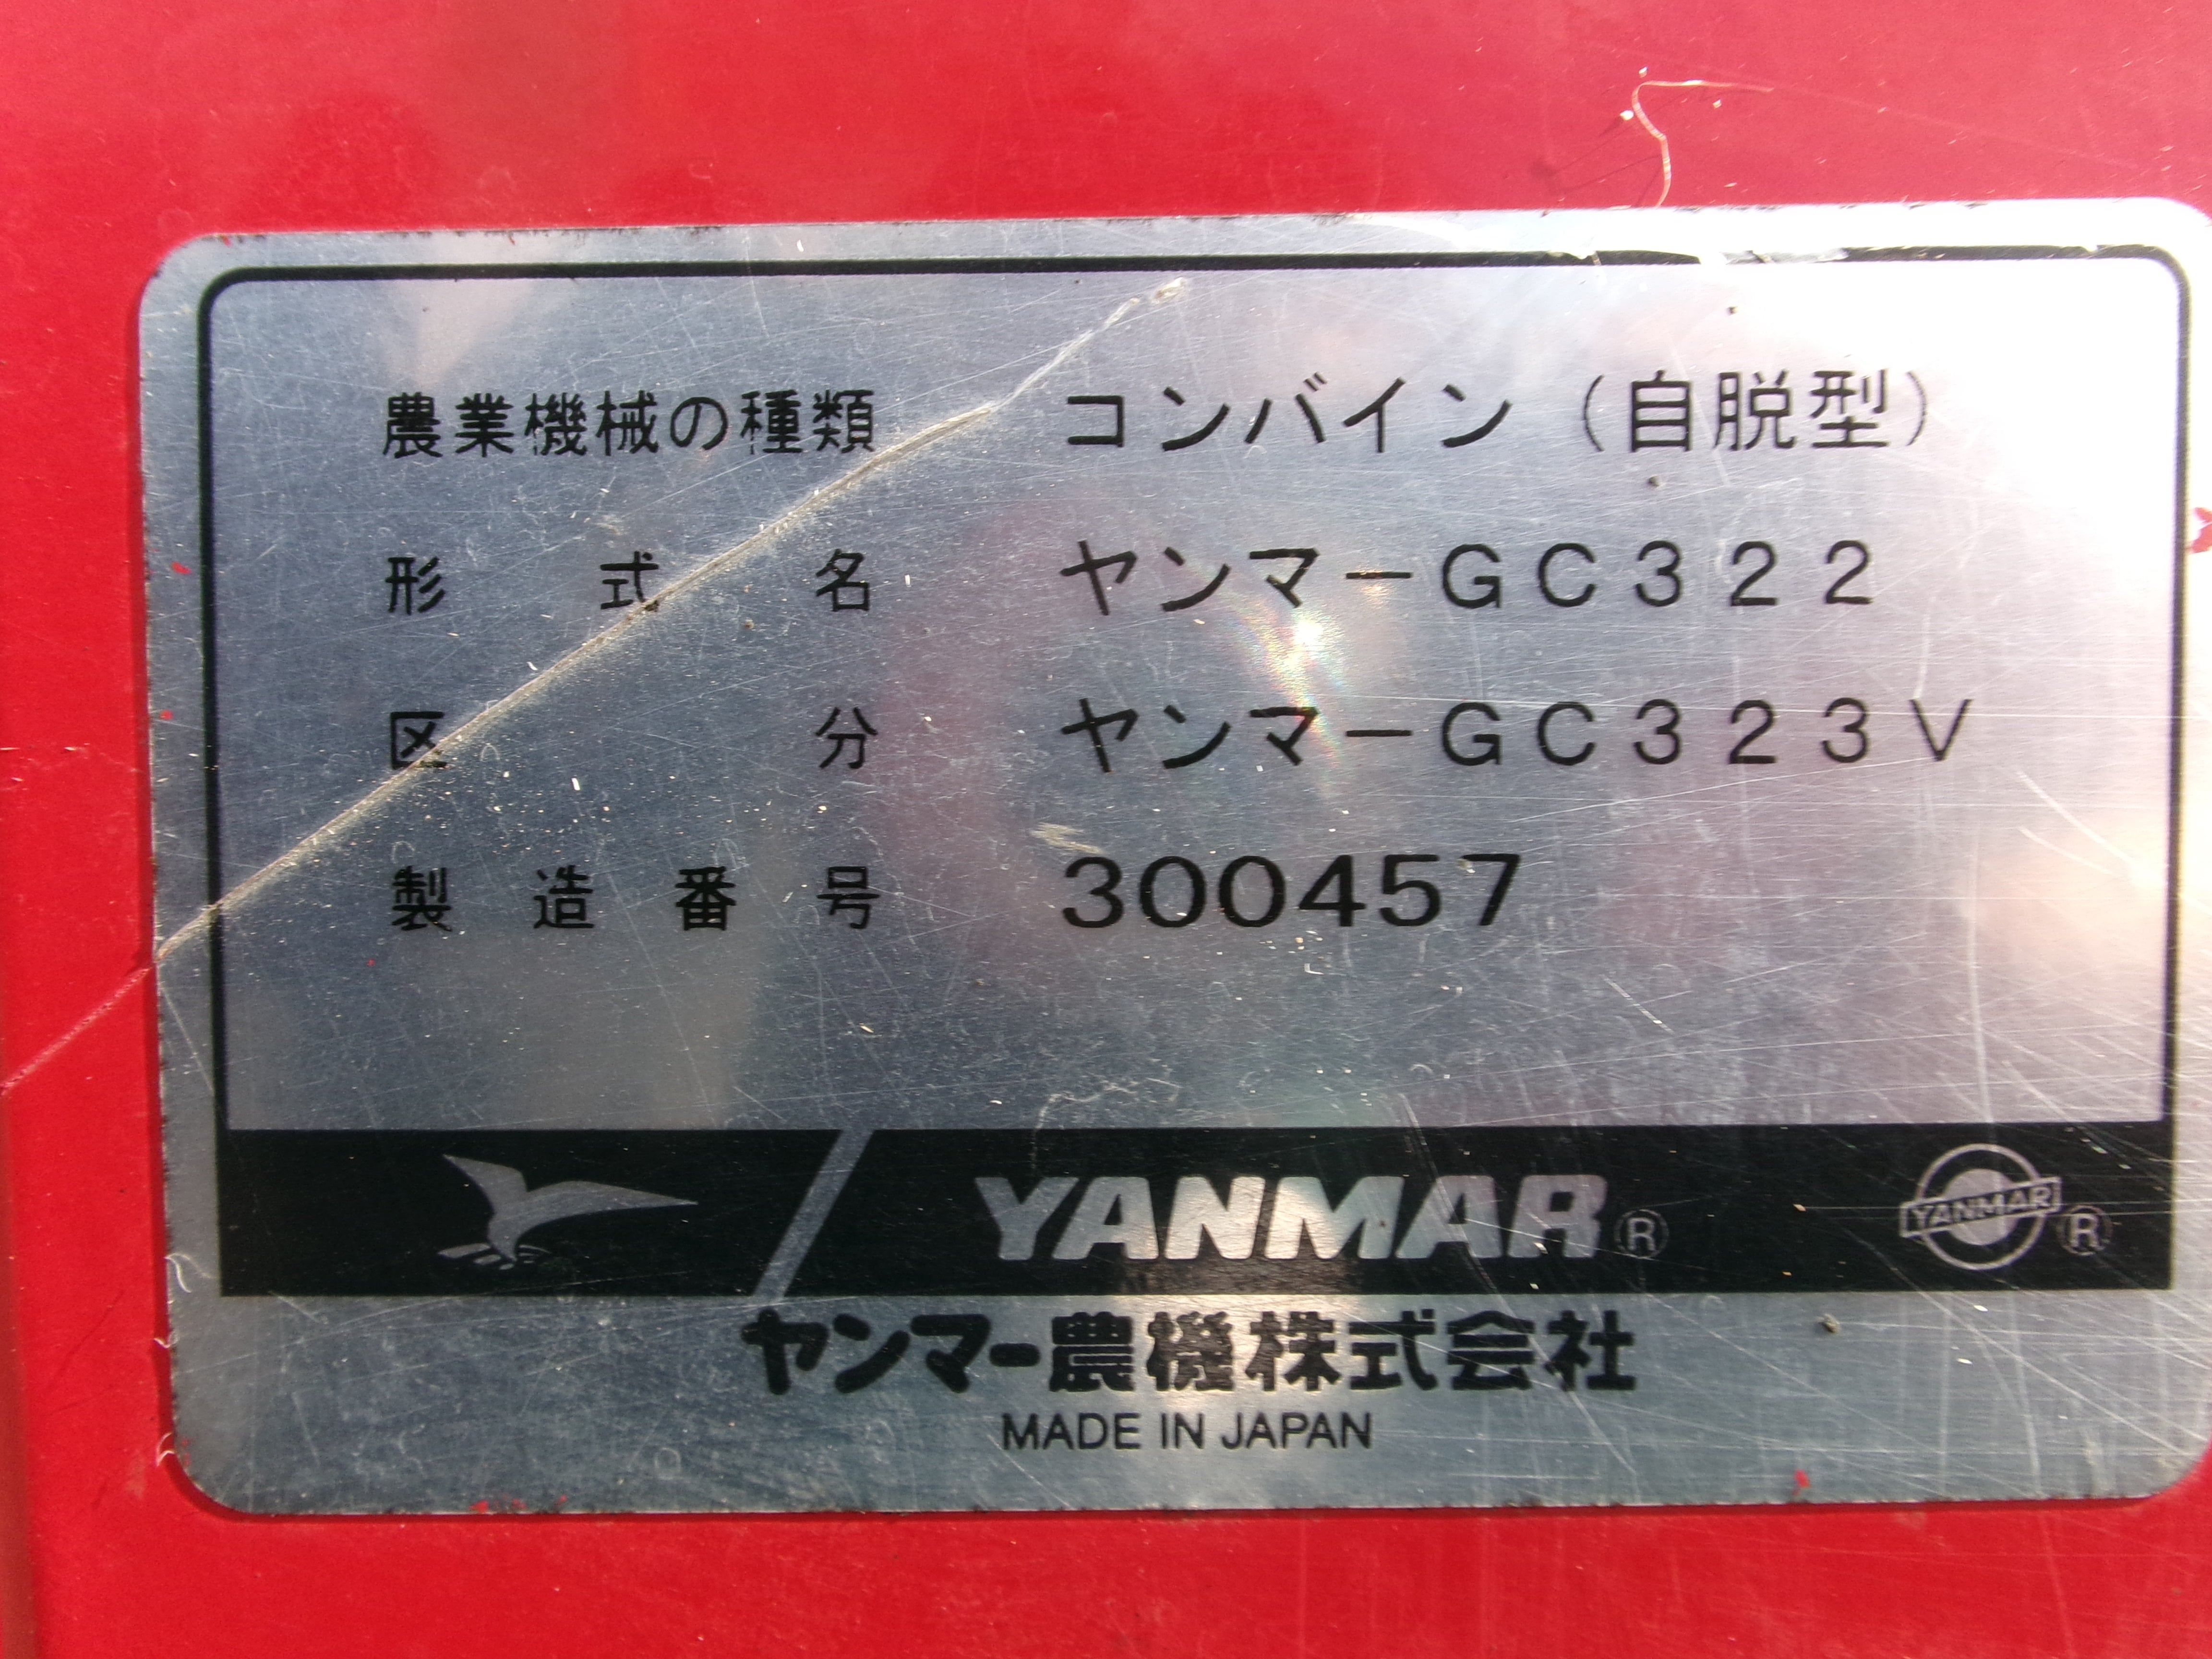 農業機械の種類 コンバイン（自脱型）
形式名 ヤンマーGC322
区分 ヤンマーGC323V
製造番号 300457
YANMAR® YANMAR®
ヤンマー農機株式会社
MADE IN JAPAN